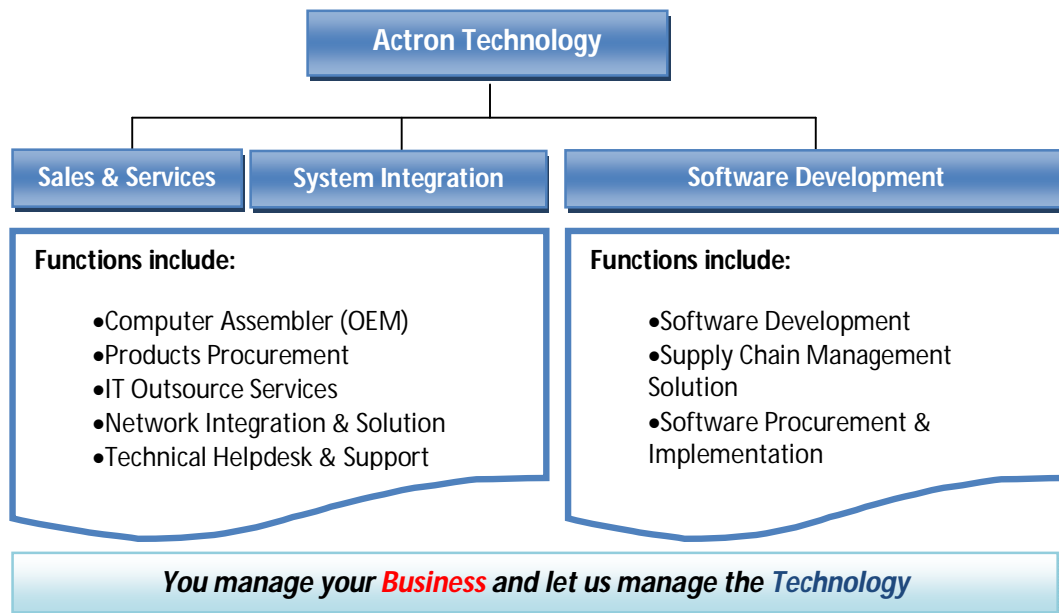 Actron Technology
Sales & Services
System Integration
Software Development
Functions include:
•Computer Assembler (OEM)
•Products Procurement
•IT Outsource Services
•Network Integration & Solution
•Technical Helpdesk & Support
Functions include:
•Software Development
•Supply Chain Management
Solution
•Software Procurement &
Implementation
You manage your Business and let us manage the Technology